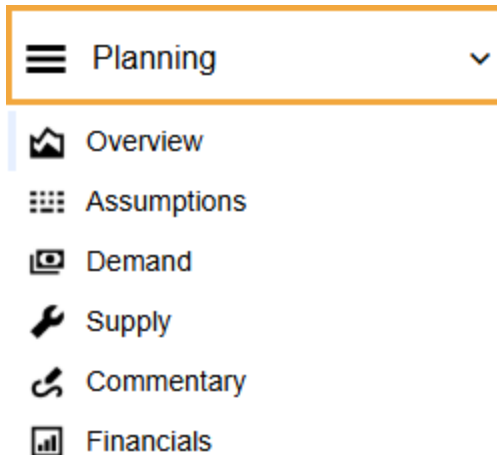 Planning
Overview
Assumptions
Demand
Supply
Commentary
Financials